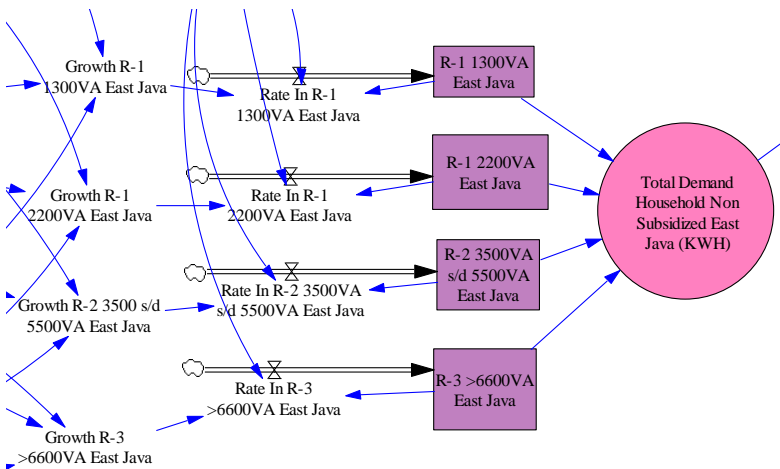 Growth R-1
1300VA East Java
Rate In R-1
1300VA East Java
R-1 1300VA
East Java
Growth R-1
2200VA East Java
Rate In R-1
2200VA East Java
R-1 2200VA
East Java
Total Demand
Household Non
Subsidized East
Java (KWH)
Growth R-2 3500 s/d
5500VA East Java
Rate In R-2 3500VA
s/d 5500VA East Java
R-2 3500VA
s/d 5500VA
East Java
Growth R-3
>6600VA East Java
Rate In R-3
>6600VA East Java
R-3 >6600VA
East Java